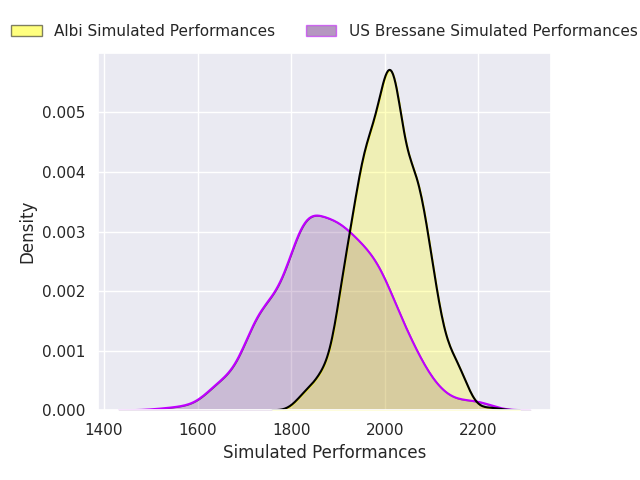 Albi Simulated Performances
US Bressane Simulated Performances
0.005
0.004
0.003
0.002
0.001
0.000
Density
1400 1600 1800 2000 2200
Simulated Performances